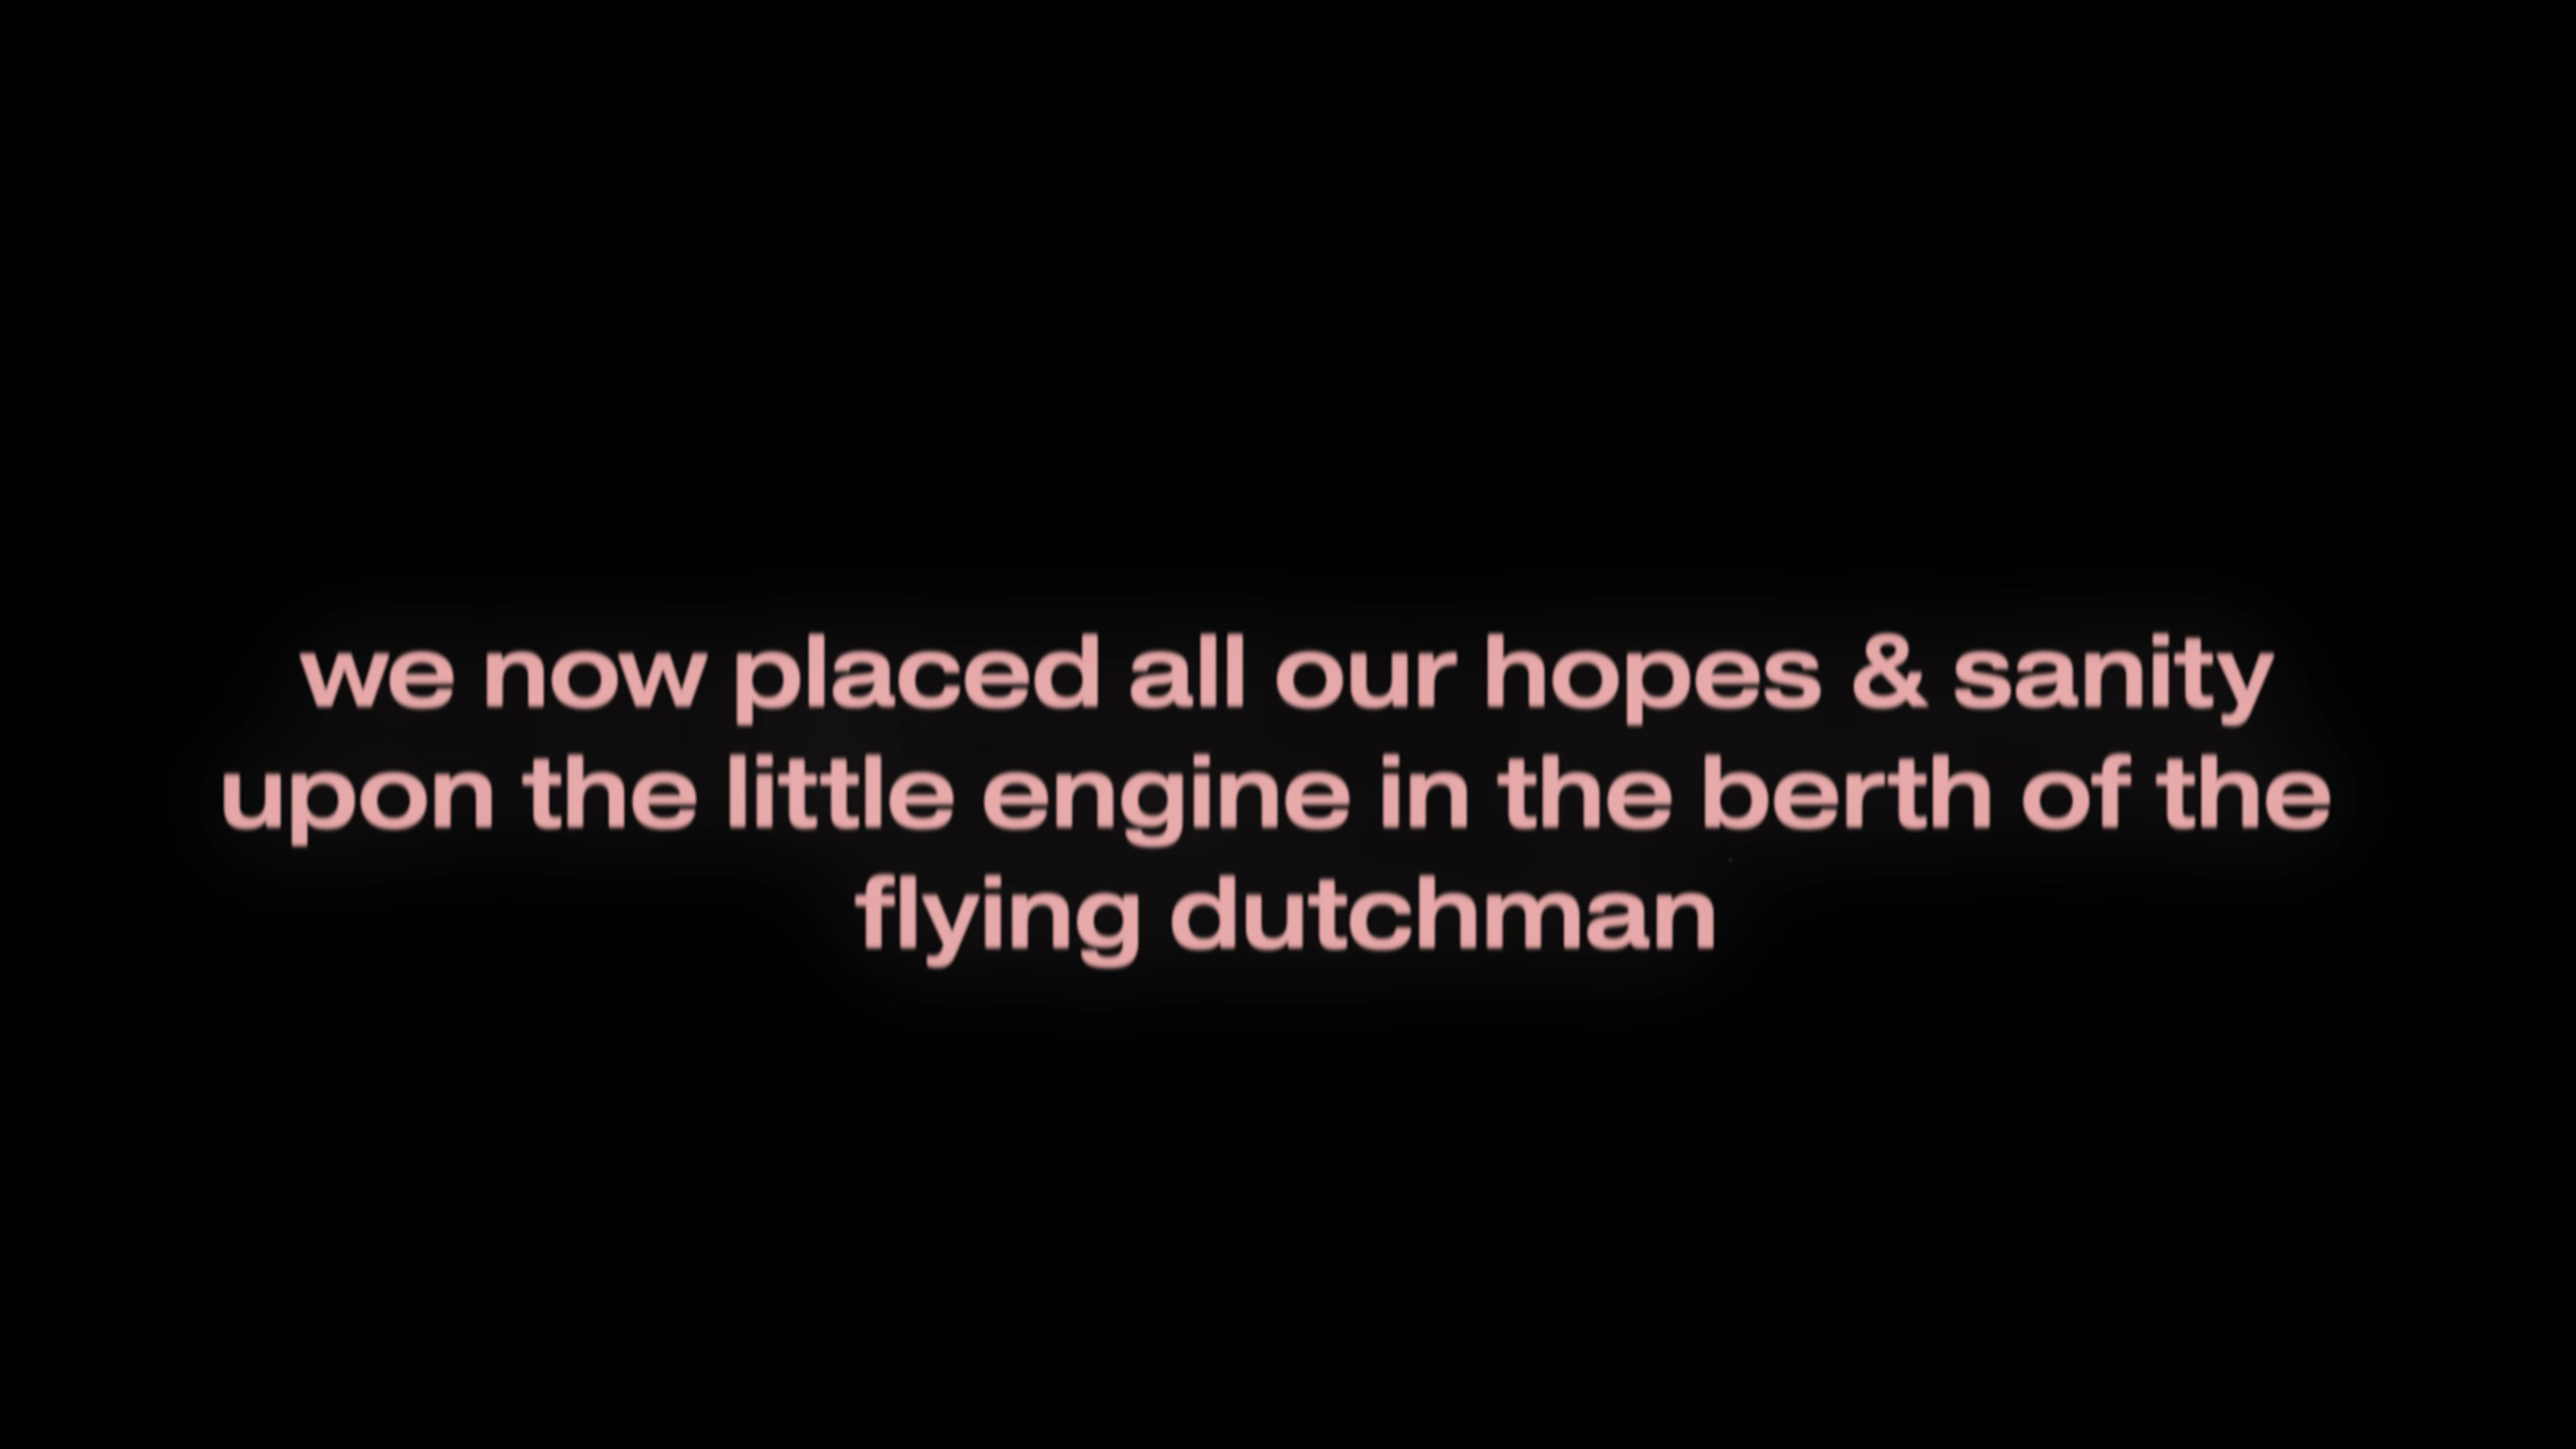 we now placed all our hopes & sanity
upon the little engine in the berth of the
flying dutchman